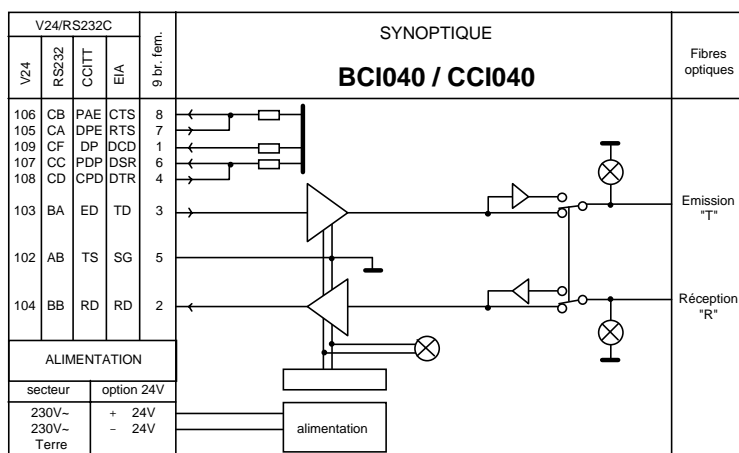 V24/RS232C
V24 RS232 CCITT EIA 9 br. fem.
SYNOPTIQUE
BCI040 / CCI040
Fibres
optiques
106 CB PAE CTS 8
105 CA DPE RTS 7
109 CF DP DCD 1
107 CC PDP DSR 6
108 CD CPD DTR 4
103 BA ED TD 3
Emission
"T"
102 AB TS SG 5
104 BB RD RD 2
Réception
"R"
ALIMENTATION
secteur option 24V
230V~ + 24V
230V~ − 24V
Terre
alimentation